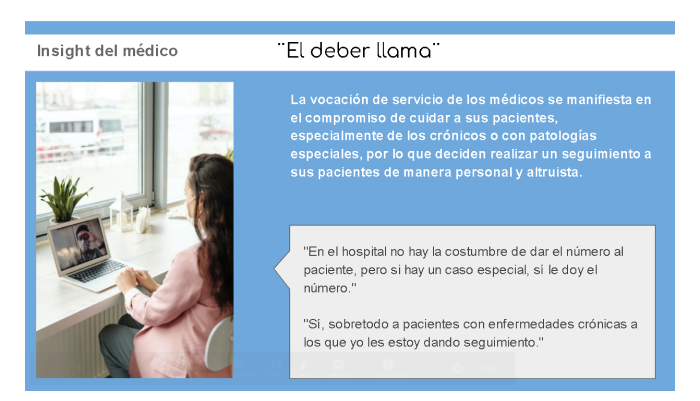 Insight del médico
¨El deber llama¨
La vocación de servicio de los médicos se manifiesta en
el compromiso de cuidar a sus pacientes,
especialmente de los crónicos o con patologías
especiales, por lo que deciden realizar un seguimiento a
sus pacientes de manera personal y altruista.
"En el hospital no hay la costumbre de dar el número al
paciente, pero si hay un caso especial, sí le doy el
número."
"Sí, sobretodo a pacientes con enfermedades crónicas a
los que yo les estoy dando seguimiento."